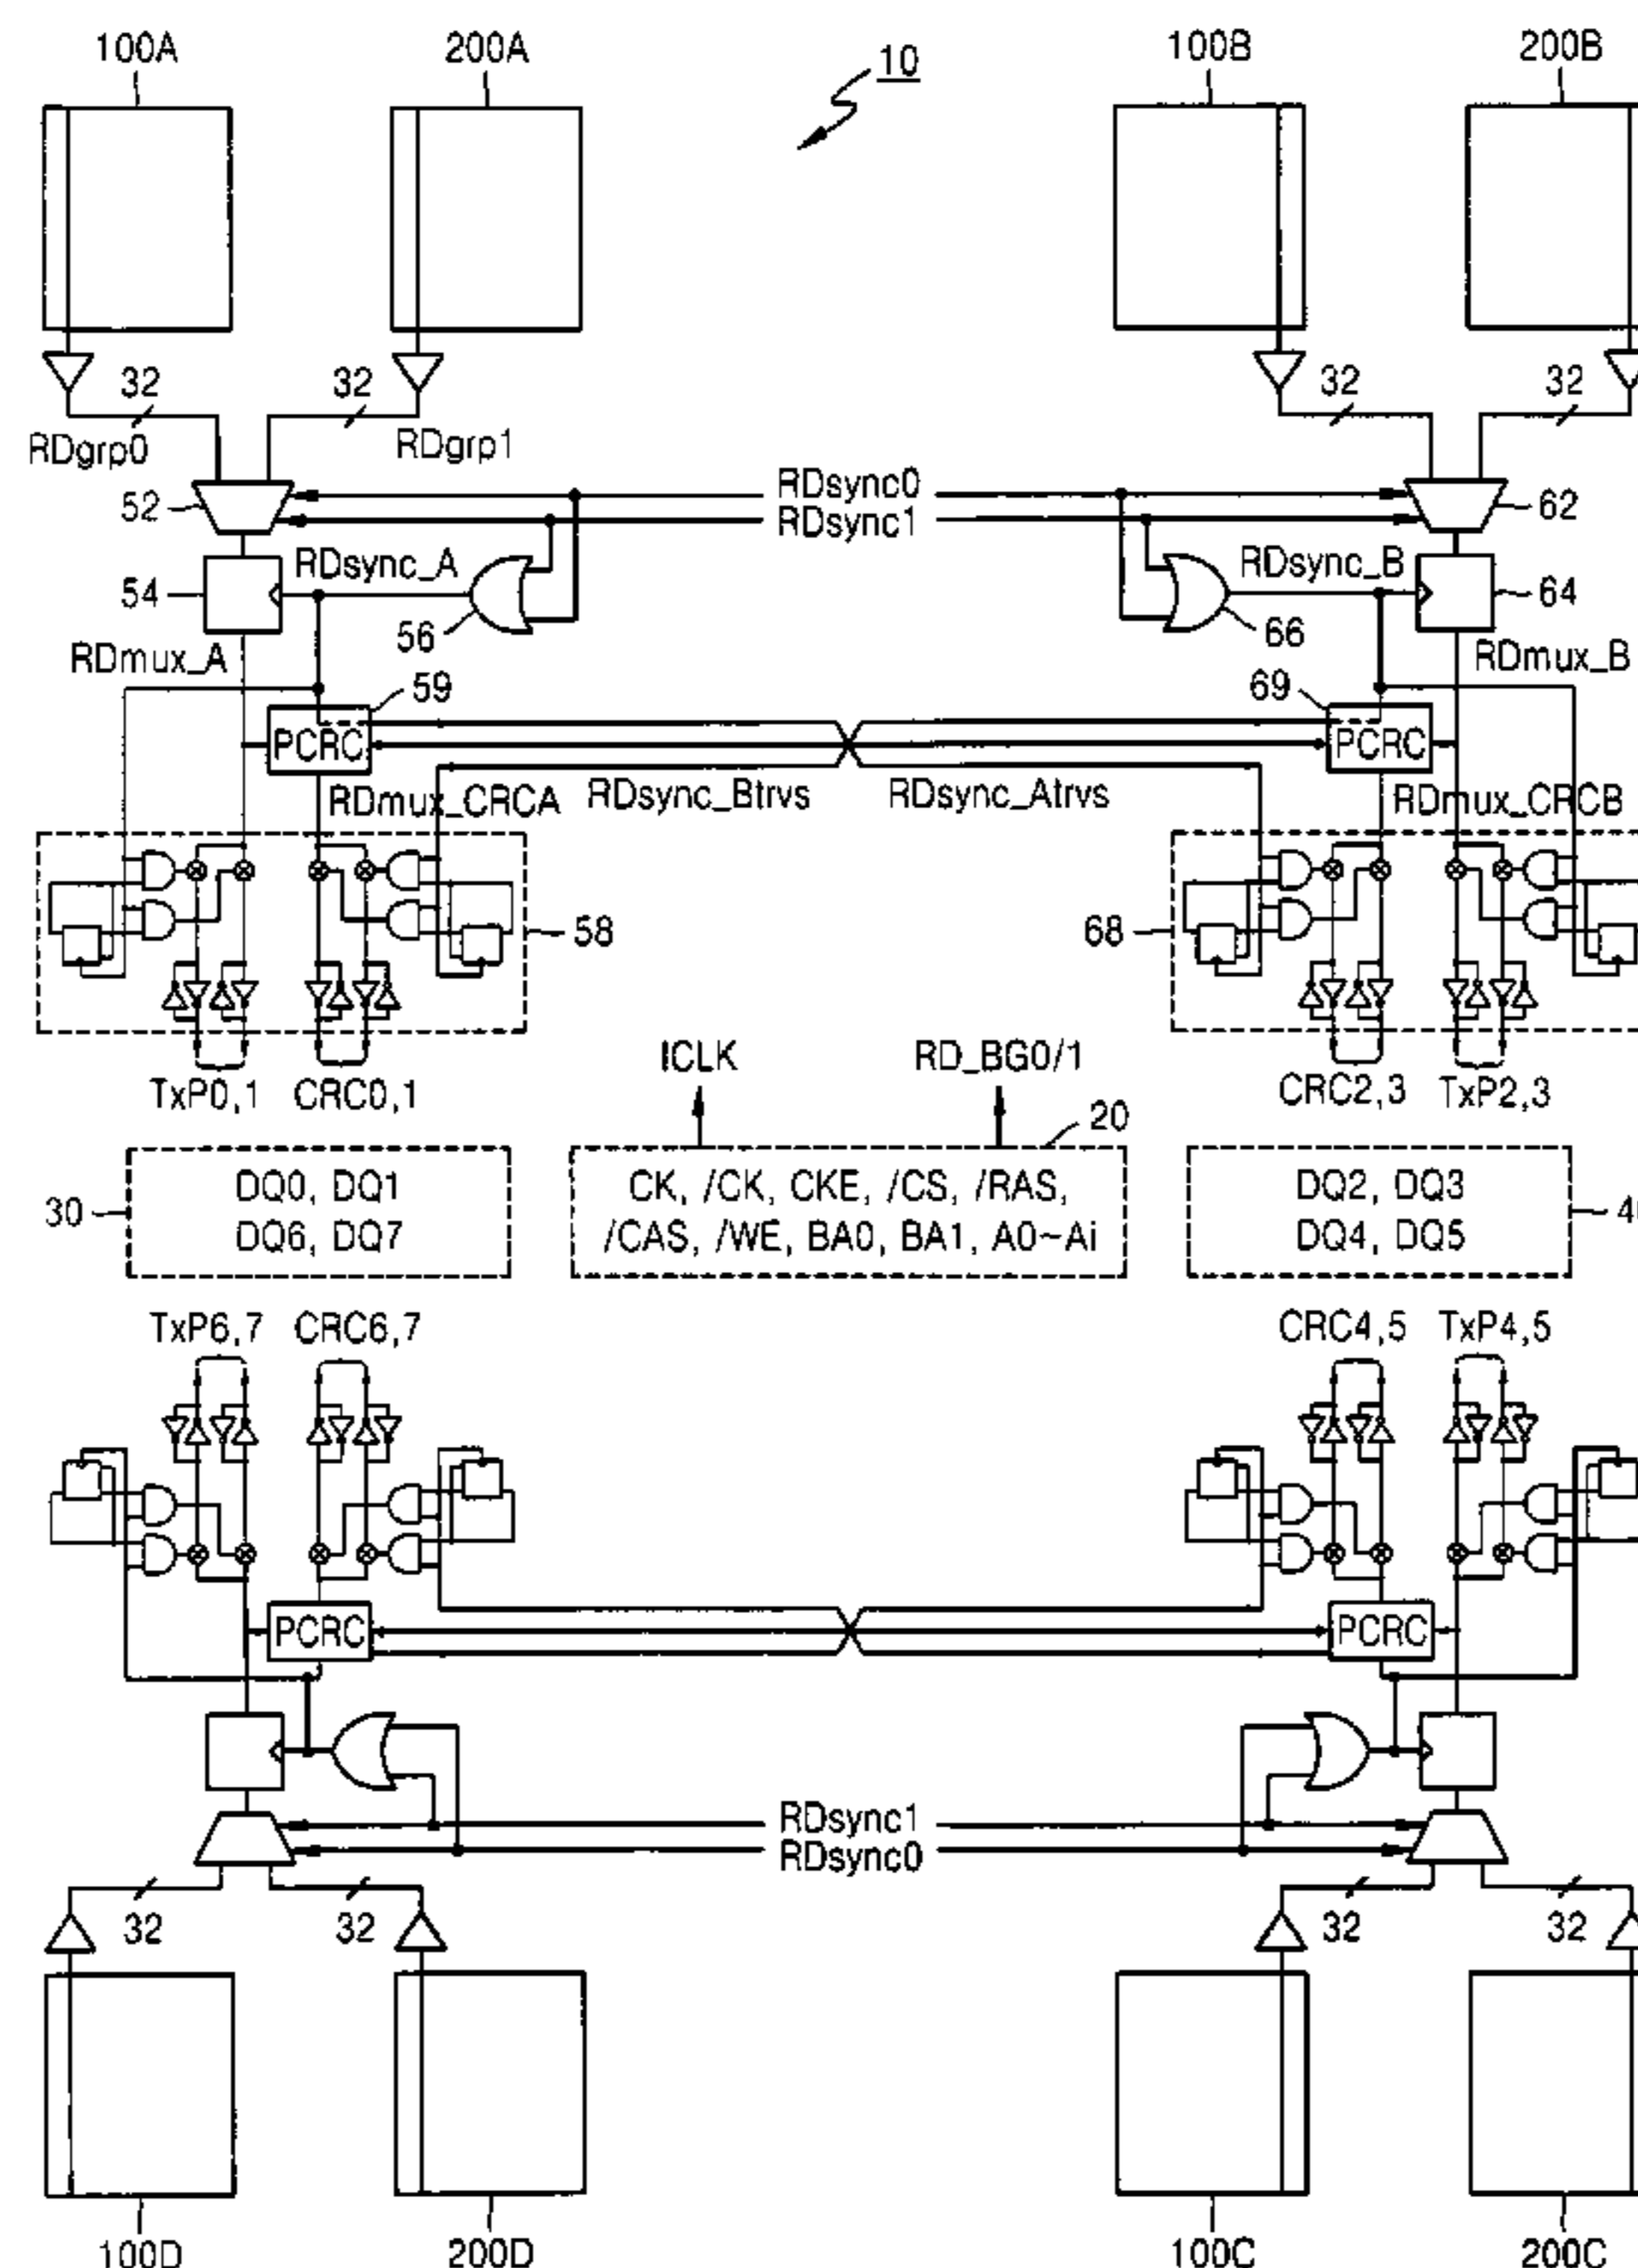 100A
200A
10
100B
200B
32
32
32
32
RDgrp0
RDgrp1
RDsync0
RDsync1
52
62
RDsync_A
RDsync_B
54
56
66
64
RDmux_A
RDmux_B
59
69
PCRC
PCRC
RDmux_CRCA
RDsync_Btrvs
RDsync_Atrvs
RDmux_CRCB
58
68
ICLK
RD_BG0/1
TxP0,1
CRC0,1
CRC2,3
TxP2,3
20
30
DQ0, DQ1
DQ6, DQ7
CK, /CK, CKE, /CS, /RAS,
/CAS, /WE, BA0, BA1, A0~Ai
DQ2, DQ3
DQ4, DQ5
TxP6,7
CRC6,7
CRC4,5
TxP4,5
PCRC
PCRC
RDsync1
RDsync0
32
32
32
32
100D
200D
100C
200C